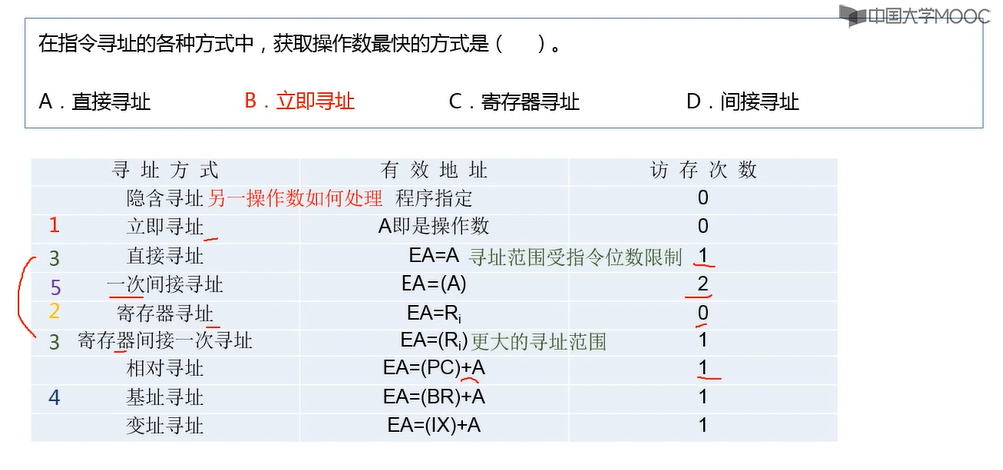 中国大学MOOC
在指令寻址的各种方式中，获取操作数最快的方式是（ ）。
A．直接寻址 B．立即寻址 C．寄存器寻址 D．间接寻址
寻址方式 有效地址 访存次数
隐含寻址 另一操作数如何处理 程序指定 0
1 立即寻址 A即是操作数 0
3 直接寻址 EA=A 寻址范围受指令位数限制 1
5 一次间接寻址 EA=(A) 2
2 寄存器寻址 EA=Ri 0
3 寄存器间接一次寻址 EA=(Ri) 更大的寻址范围 1
相对寻址 EA=(PC)+A 1
4 基址寻址 EA=(BR)+A 1
变址寻址 EA=(IX)+A 1